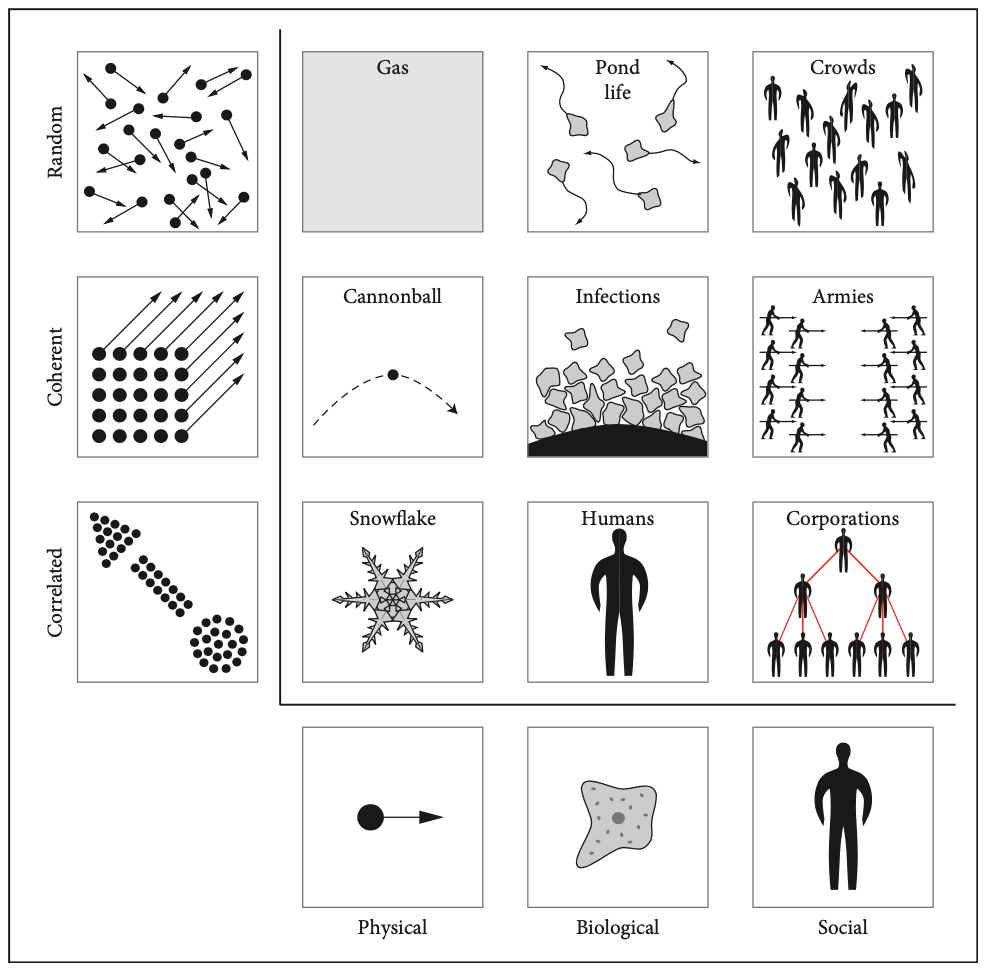 Random
Gas
Pond
life
Crowds
Coherent
Cannonball
Infections
Armies
Correlated
Snowflake
Humans
Corporations
Physical
Biological
Social